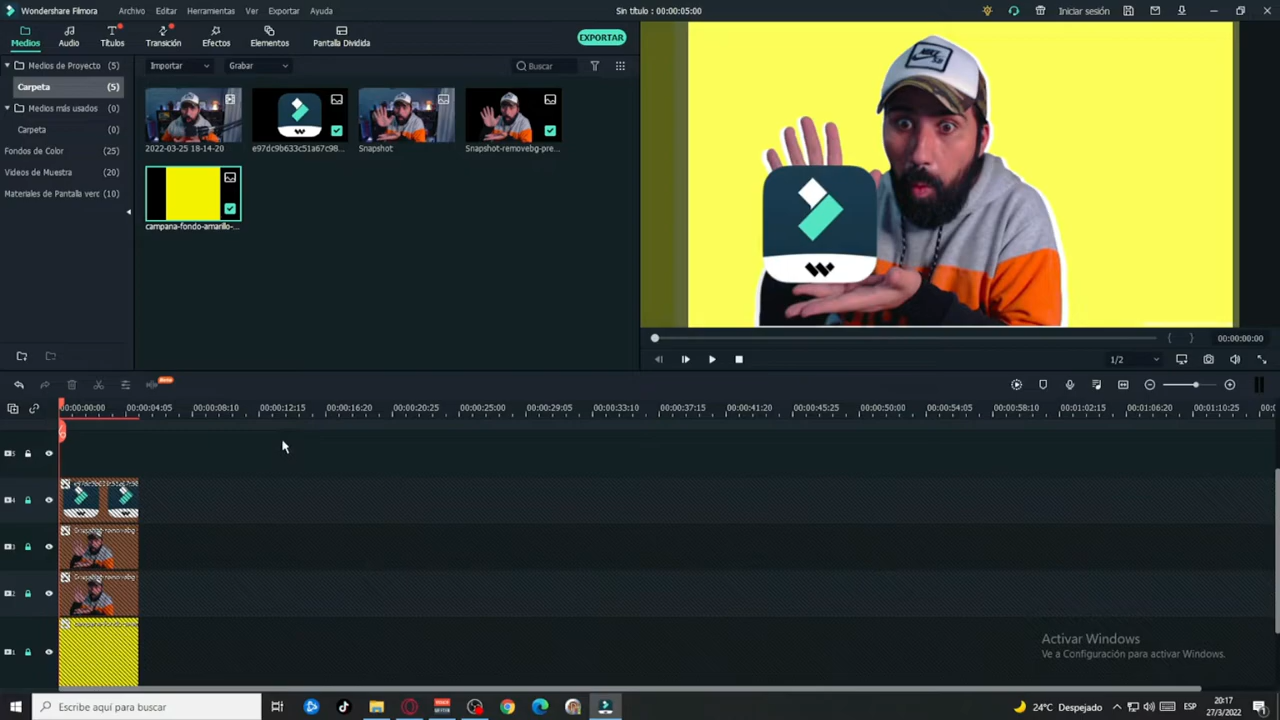 Wondershare Filmora Archivo Editar Herramientas Ver Exportar Ayuda Sin título : 00:00:05:00 Iniciar sesión
Medios Audio Títulos Transición Efectos Elementos Pantalla Dividida EXPORTAR
Medios de Proyecto (5)
Carpeta (5)
Medios más usados (0)
Carpeta (0)
Fondos de Color (25)
Videos de Muestra (20)
Materiales de Pantalla verc (10)
Importar Grabar Buscar
2022-03-25 18-14-20 e97dc9b633c51a67c98... Snapshot Snapshot-removebg-pre...
campana-fondo-amarillo-...
00:00:00:00
1/2
Beta
00:00:00:00 00:00:04:05 00:00:08:10 00:00:12:15 00:00:16:20 00:00:20:25 00:00:25:00 00:00:29:05 00:00:33:10 00:00:37:15 00:00:41:20 00:00:45:25 00:00:50:00 00:00:54:05 00:00:58:10 00:01:02:15 00:01:06:20 00:01:10:25
5
4
3
2
1
Activar Windows
Ve a Configuración para activar Windows.
Escribe aquí para buscar
24°C Despejado ESP
20:17
27/3/2022